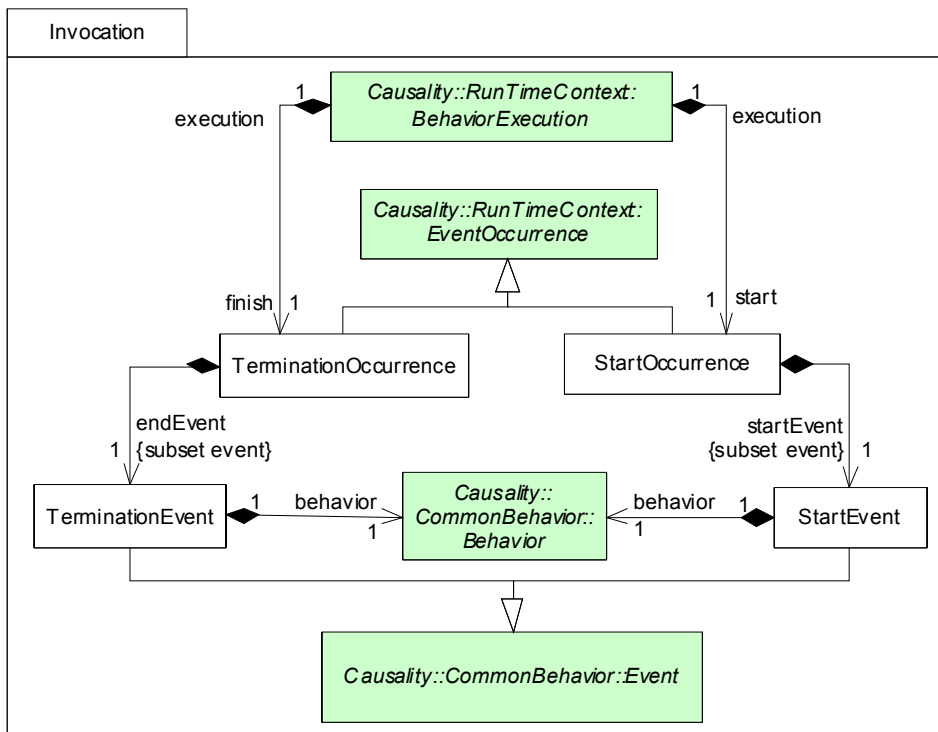 Invocation
1
Causality::RunTimeContext:
BehaviorExecution
1
execution
execution
Causality::RunTimeContext:
EventOccurrence
finish
1
1
start
TerminationOccurrence
StartOccurrence
endEvent
1
{subset event}
startEvent
{subset event}
1
TerminationEvent
1
behavior
1
Causality::
CommonBehavior::
Behavior
behavior
1
1
StartEvent
Causality::CommonBehavior::Event